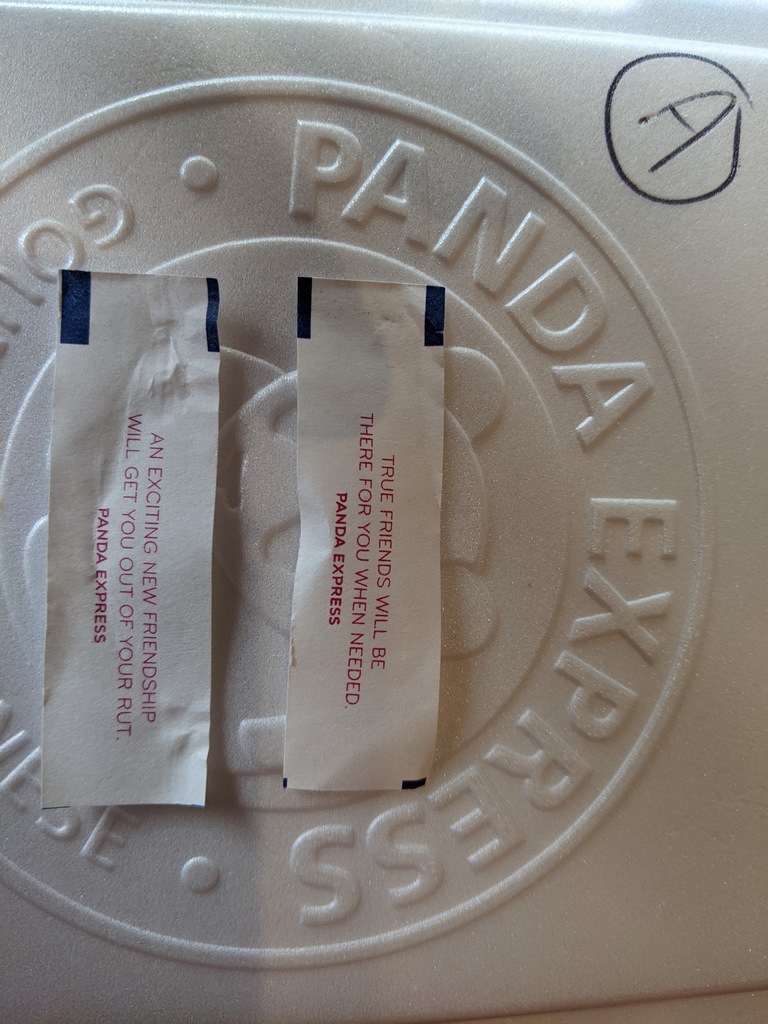 PANDA EXPRESS
A
TRUE FRIENDS WILL BE
THERE FOR YOU WHEN NEEDED.
PANDA EXPRESS
AN EXCITING NEW FRIENDSHIP
WILL GET YOU OUT OF YOUR RUT.
PANDA EXPRESS